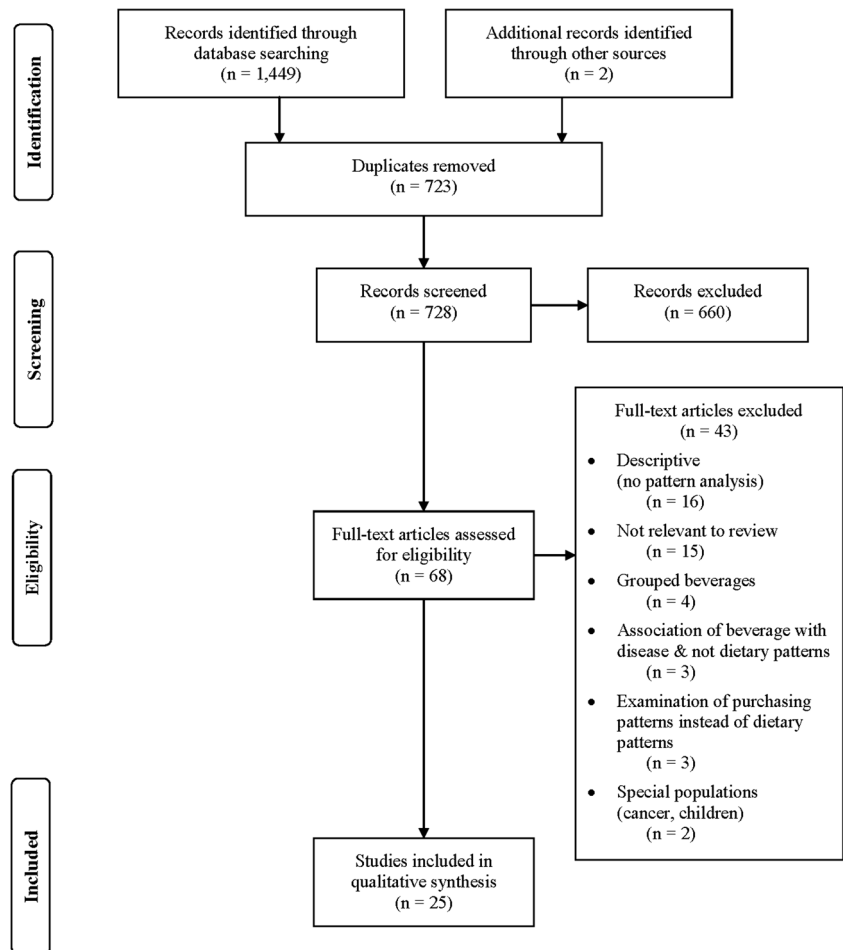 Identification
Records identified through
database searching
(n = 1,449)
Additional records identified
through other sources
(n = 2)
Duplicates removed
(n = 723)
Screening
Records screened
(n = 728)
Records excluded
(n = 660)
Eligibility
Full-text articles assessed
for eligibility
(n = 68)
Full-text articles excluded
(n = 43)
• Descriptive
(no pattern analysis)
n = 16)
• Not relevant to review
(n = 15)
• Grouped beverages
(n = 4)
• Association of beverage with
disease & not dietary patterns
(n = 3)
• Examination of purchasing
patterns instead of dietary
patterns
(n = 3)
• Special populations
(cancer, children)
(n = 2)
Included
Studies included in
qualitative synthesis
(n = 25)